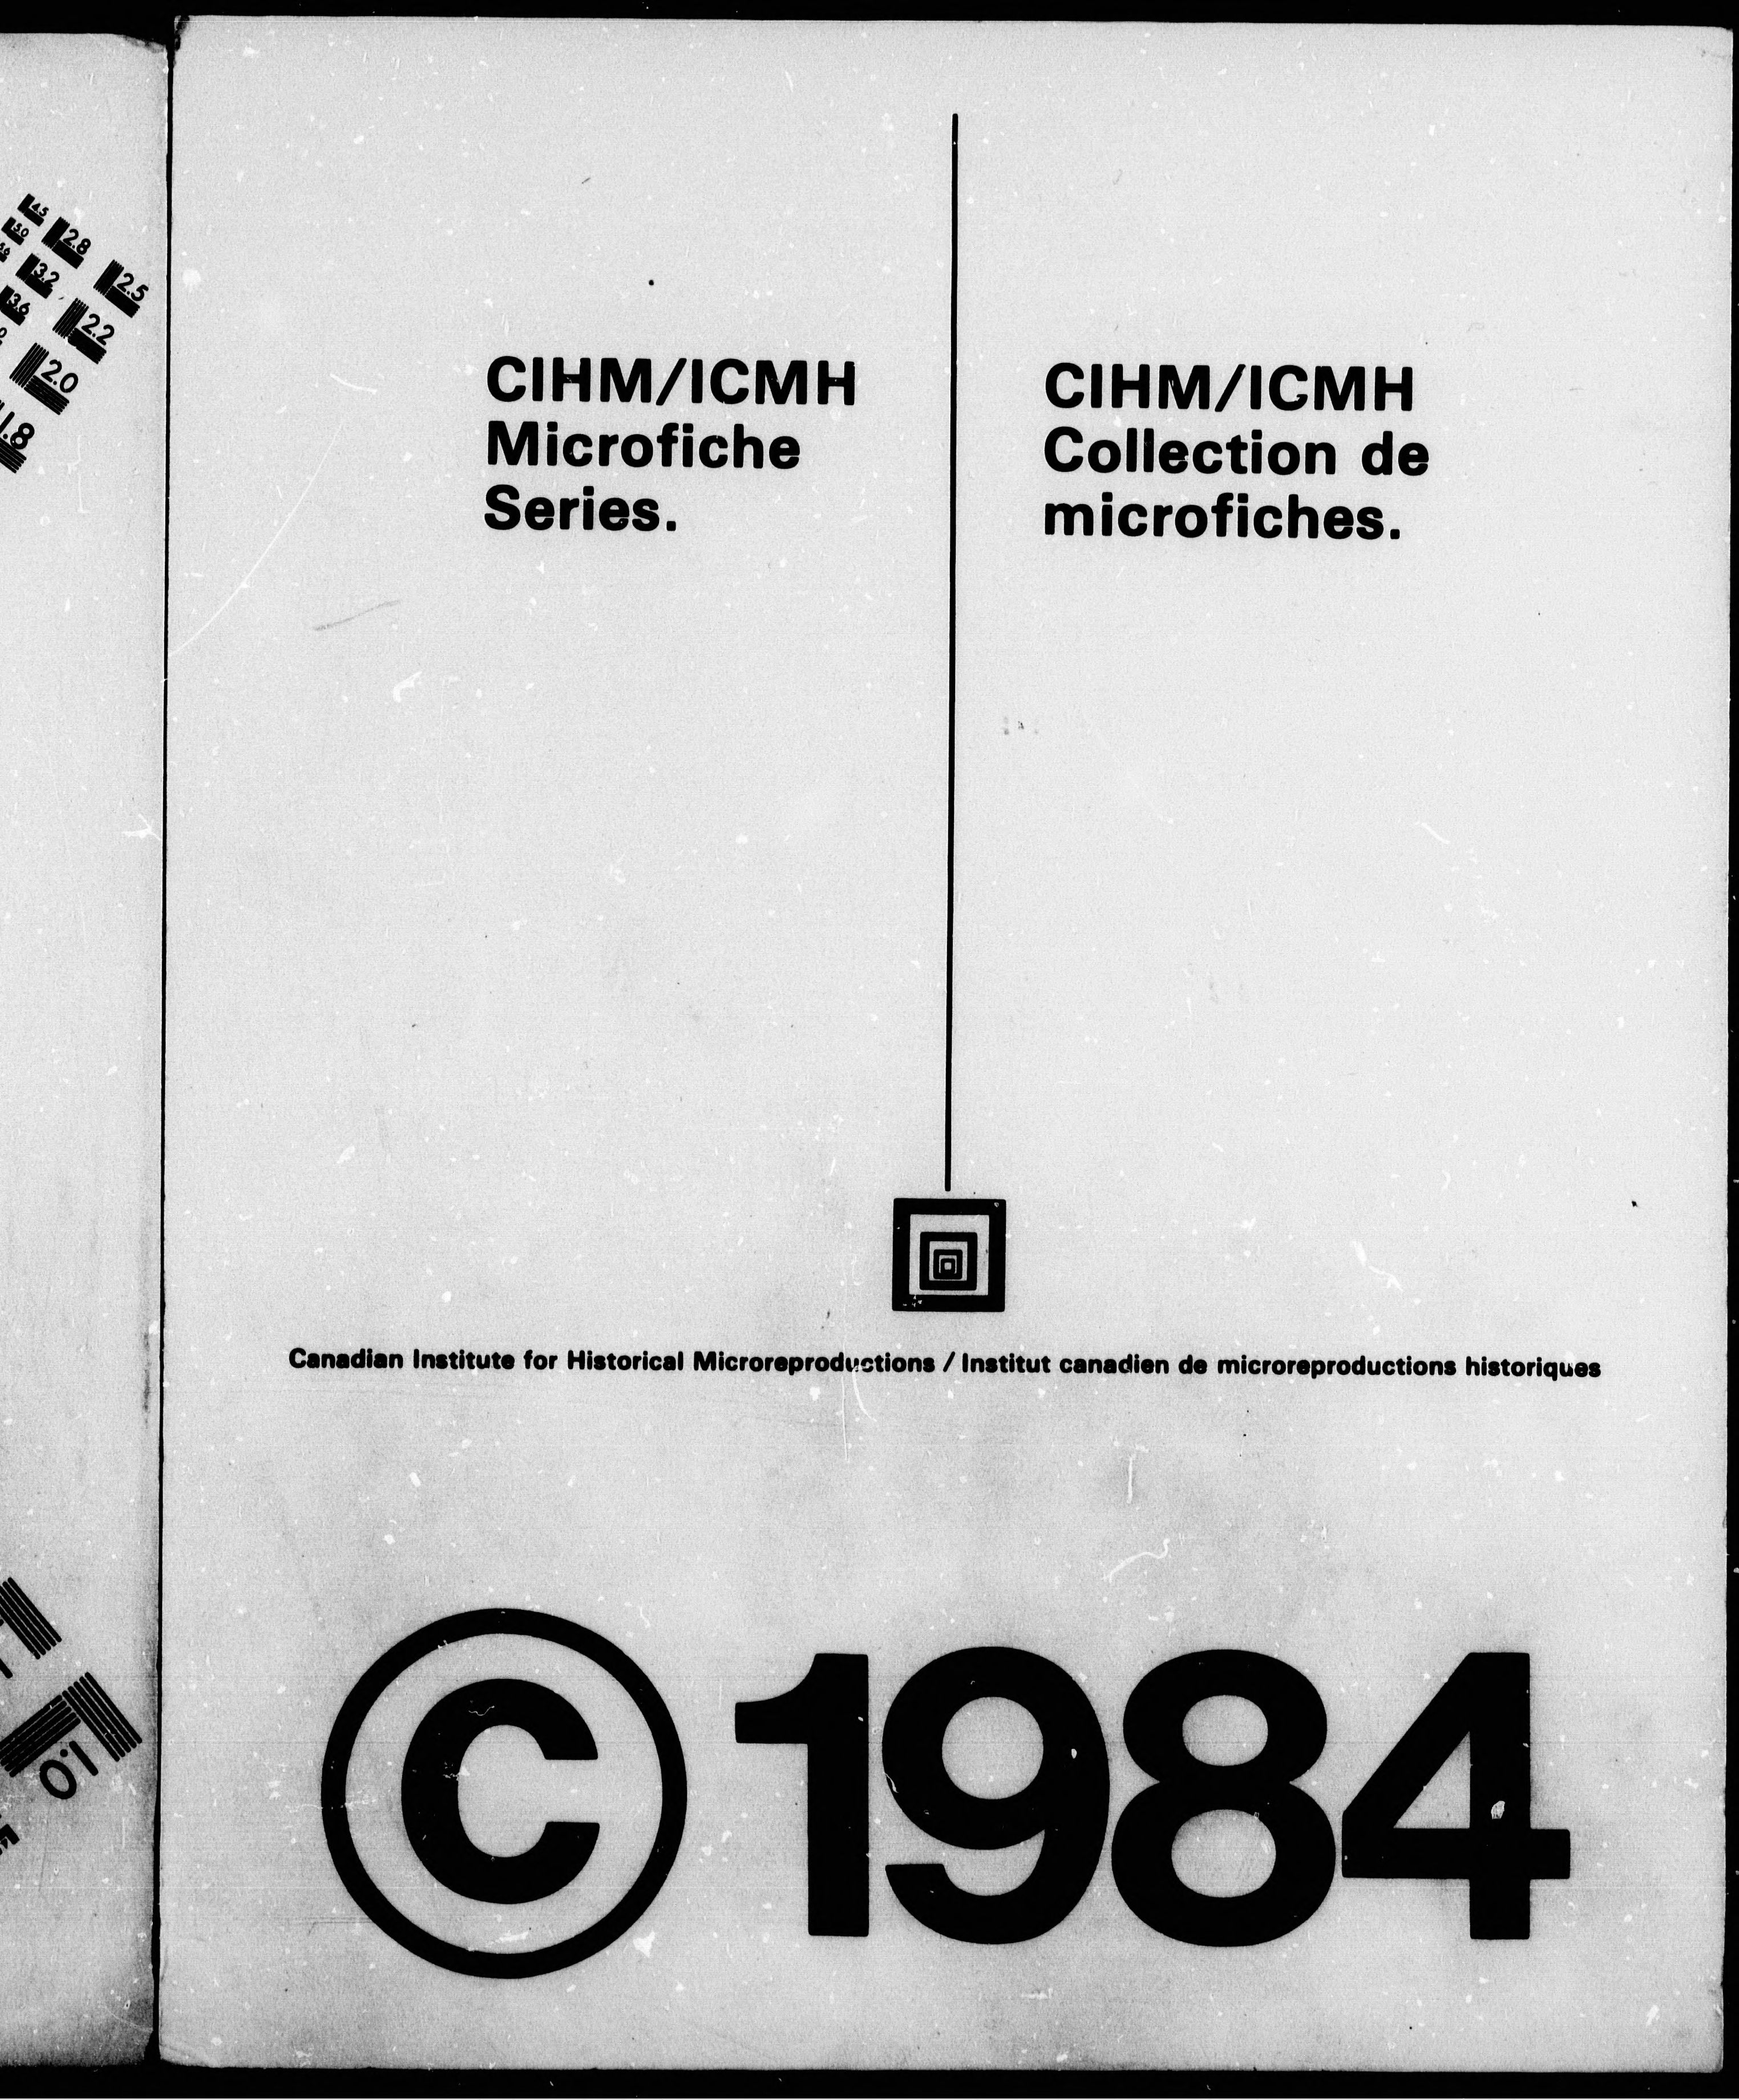 4.5
2.8
2.5
5.0
3.2
2.2
3.6
2.0
1.8
1.0
CIHM/ICMH
Microfiche
Series.
CIHM/ICMH
Collection de
microfiches.
Canadian Institute for Historical Microreproductions / Institut canadien de microreproductions historiques
© 1984